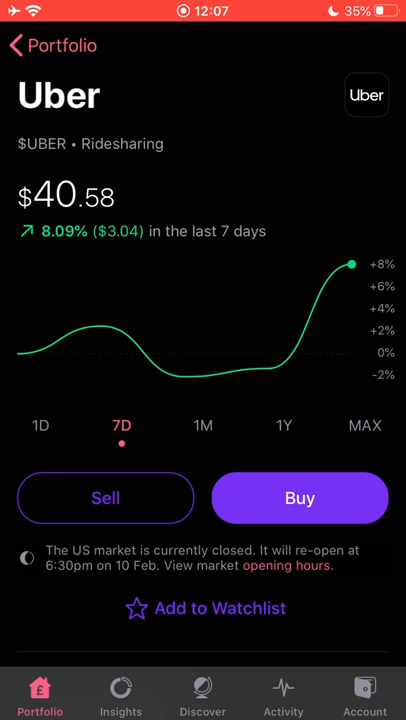 12:07
35%
Portfolio
Uber
Uber
$UBER • Ridesharing
$40.58
8.09% ($3.04) in the last 7 days
+8%
+6%
+4%
+2%
0%
-2%
1D 7D 1M 1Y MAX
Sell Buy
The US market is currently closed. It will re-open at
6:30pm on 10 Feb. View market opening hours.
Add to Watchlist
£
Portfolio Insights Discover Activity Account